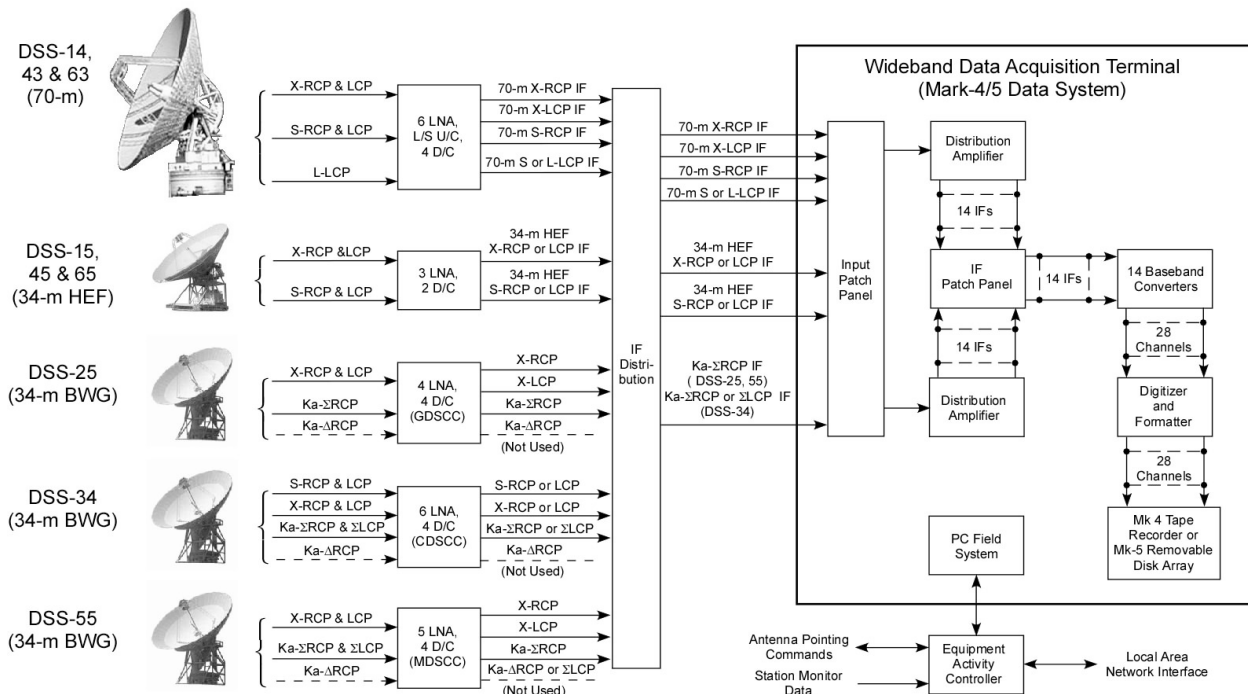 DSS-14,
43 & 63
(70-m)
X-RCP & LCP
S-RCP & LCP
L-LCP
6 LNA,
L/S U/C,
4 D/C
70-m X-RCP IF
70-m X-LCP IF
70-m S-RCP IF
70-m S or L-LCP IF
DSS-15,
45 & 65
(34-m HEF)
X-RCP &LCP
S-RCP & LCP
3 LNA,
2 D/C
34-m HEF
X-RCP or LCP IF
34-m HEF
S-RCP or LCP IF
DSS-25
(34-m BWG)
X-RCP & LCP
Ka-ΣRCP
Ka-ΔRCP
4 LNA,
4 D/C
(GDSCC)
X-RCP
X-LCP
Ka-ΣRCP
Ka-ΔRCP
(Not Used)
DSS-34
(34-m BWG)
S-RCP & LCP
X-RCP & LCP
Ka-ΣRCP & ΣLCP
Ka-ΔRCP
6 LNA,
4 D/C
(CDSCC)
S-RCP or LCP
X-RCP or LCP
Ka-ΣRCP or ΣLCP
Ka-ΔRCP
(Not Used)
DSS-55
(34-m BWG)
X-RCP & LCP
Ka-ΣRCP & ΣLCP
Ka-ΔRCP
5 LNA,
4 D/C
(MDSCC)
X-RCP
X-LCP
Ka-ΣRCP
Ka-ΔRCP or ΣLCP
(Not Used)
IF
Distri-
bution
70-m X-RCP IF
70-m X-LCP IF
70-m S-RCP IF
70-m S or L-LCP IF
34-m HEF
X-RCP or LCP IF
34-m HEF
S-RCP or LCP IF
Ka-ΣRCP IF
( DSS-25, 55)
Ka-ΣRCP or ΣLCP IF
(DSS-34)
Wideband Data Acquisition Terminal
(Mark-4/5 Data System)
Input
Patch
Panel
Distribution
Amplifier
14 IFs
IF
Patch Panel
14 IFs
14 IFs
Distribution
Amplifier
14 Baseband
Converters
28
Channels
Digitizer
and
Formatter
28
Channels
Mk 4 Tape
Recorder or
Mk-5 Removable
Disk Array
PC Field
System
Equipment
Activity
Controller
Antenna Pointing
Commands
Station Monitor
Data
Local Area
Network Interface